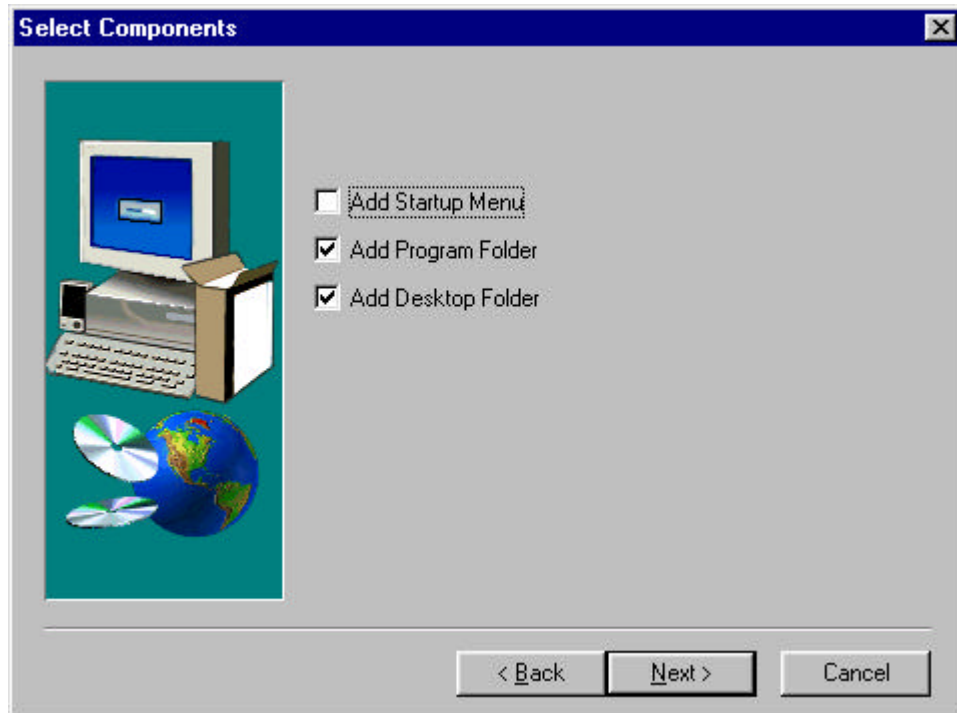 Select Components
Add Startup Menu
Add Program Folder
Add Desktop Folder
< Back
Next >
Cancel